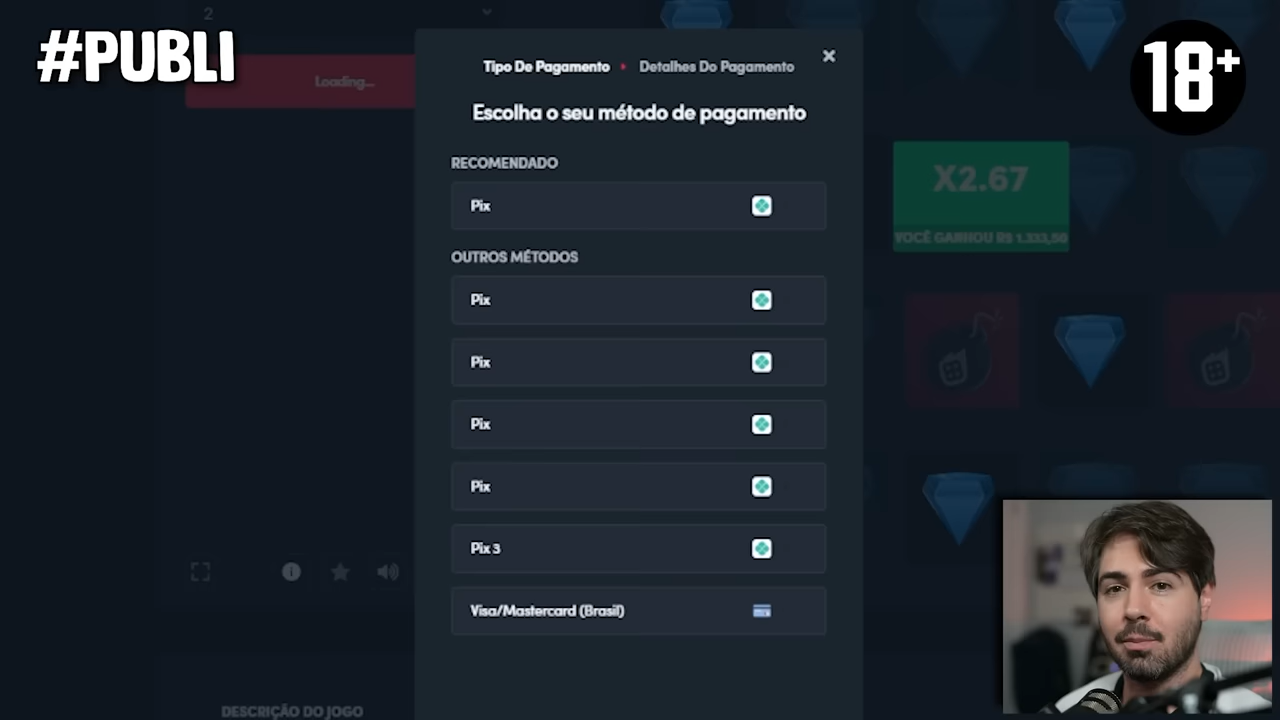 2
#PUBLI
Loading...
18+
Tipo De Pagamento • Detalhes Do Pagamento
Escolha o seu método de pagamento
RECOMENDADO
Pix
OUTROS MÉTODOS
Pix
Pix
Pix
Pix
Pix 3
Visa/Mastercard (Brasil)
X2.67
VOCÊ GANHOU R$ 1.333,50
DESCRIÇÃO DO JOGO